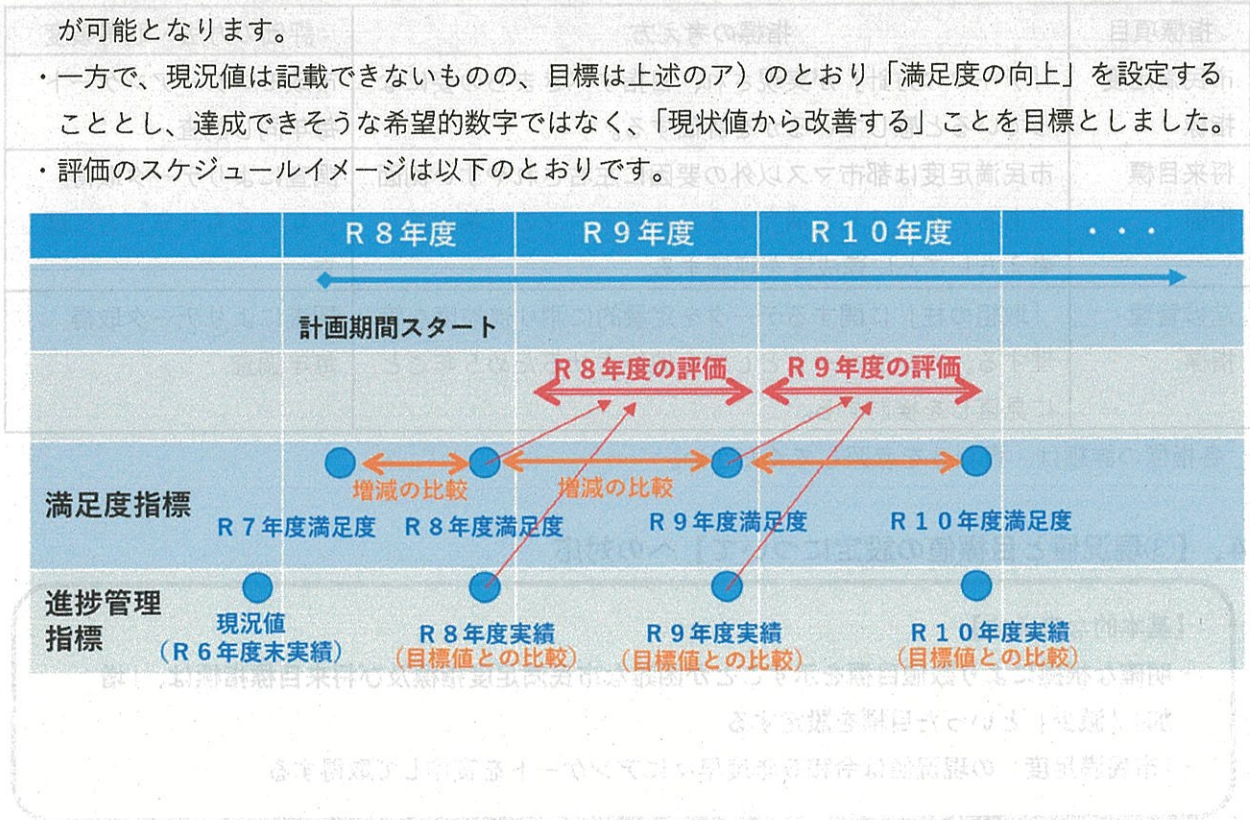 が可能となります。
・一方で、現況値は記載できないものの、目標は上述のア）のとおり「満足度の向上」を設定する
こととし、達成できそうな希望的数字ではなく、「現状値から改善する」ことを目標としました。
・評価のスケジュールイメージは以下のとおりです。
Ｒ８年度 Ｒ９年度 Ｒ１０年度 ・・・
計画期間スタート
Ｒ８年度の評価 Ｒ９年度の評価
満足度指標
増減の比較 増減の比較
Ｒ７年度満足度 Ｒ８年度満足度 Ｒ９年度満足度 Ｒ１０年度満足度
進捗管理
指標
現況値
（Ｒ６年度末実績）
Ｒ８年度実績 Ｒ９年度実績 Ｒ１０年度実績
（目標値との比較） （目標値との比較） （目標値との比較）